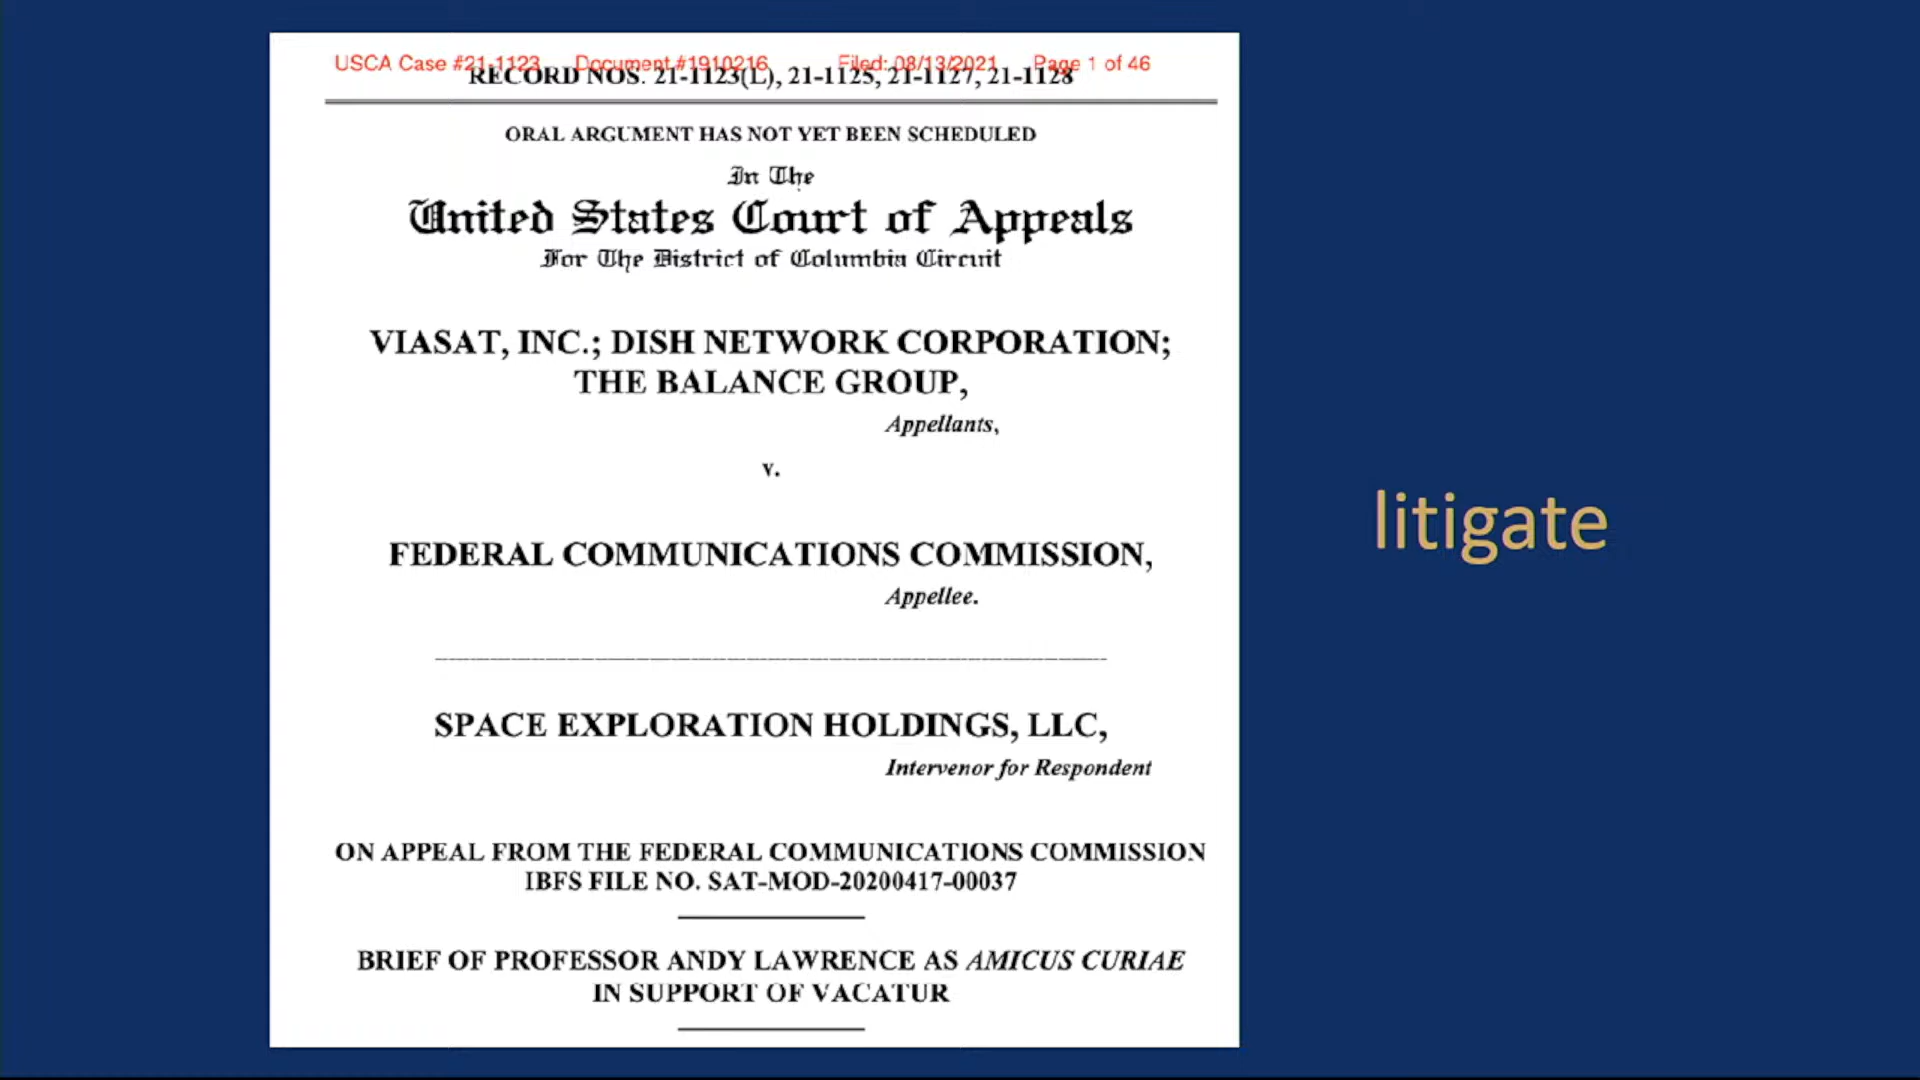 USCA Case #21-1123 Document #1910216 Filed: 08/13/2021 Page 1 of 46
RECORD NOS. 21-1123(L), 21-1125, 21-1127, 21-1128
ORAL ARGUMENT HAS NOT YET BEEN SCHEDULED
In The
United States Court of Appeals
For The District of Columbia Circuit
VIASAT, INC.; DISH NETWORK CORPORATION;
THE BALANCE GROUP,
Appellants,
v.
FEDERAL COMMUNICATIONS COMMISSION,
Appellee.
SPACE EXPLORATION HOLDINGS, LLC,
Intervenor for Respondent
ON APPEAL FROM THE FEDERAL COMMUNICATIONS COMMISSION
IBFS FILE NO. SAT-MOD-20200417-00037
BRIEF OF PROFESSOR ANDY LAWRENCE AS AMICUS CURIAE
IN SUPPORT OF VACATUR
litigate